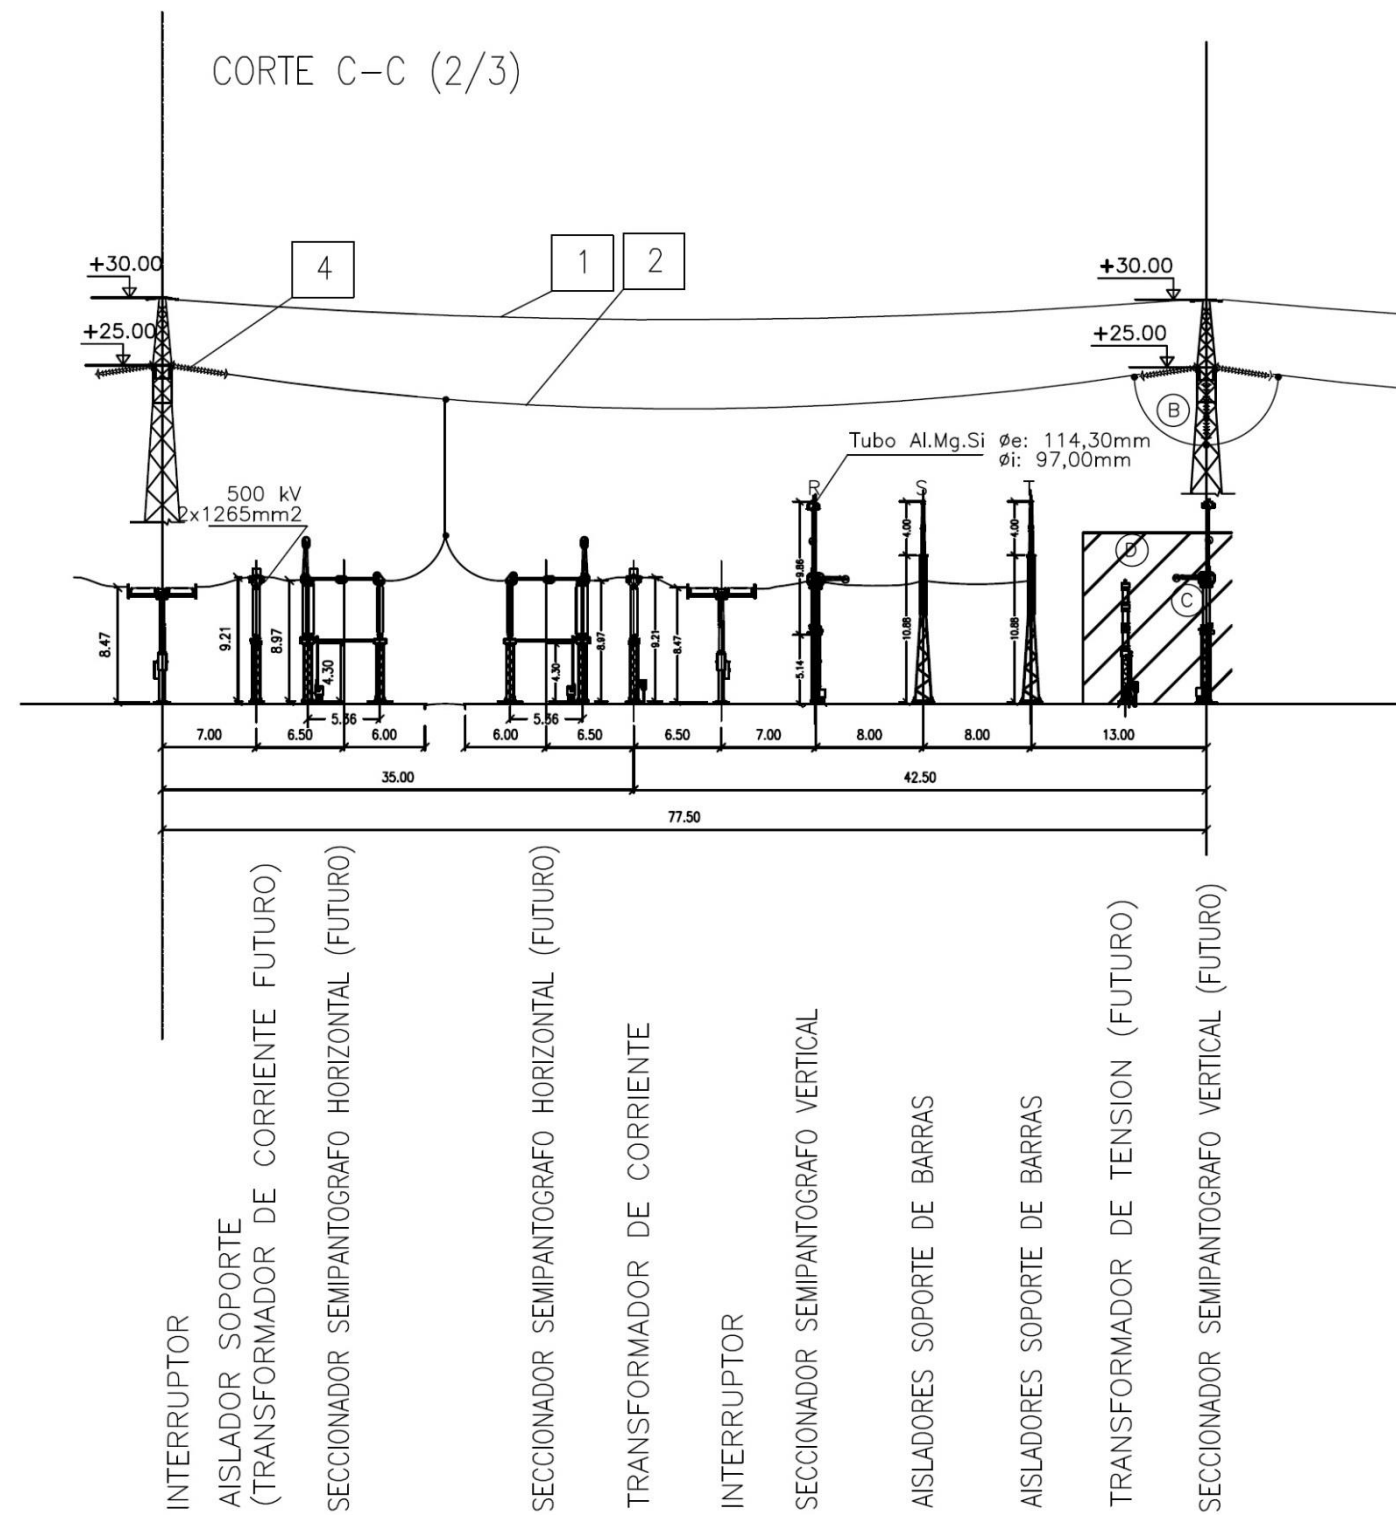 CORTE C-C (2/3)
+30.00
4
1
2
+30.00
+25.00
+25.00
B
Tubo Al.Mg.Si øe: 114,30mm
øi: 97,00mm
500 kV
2x1265mm2
R
S
T
4.00
4.00
D
C
9.86
8.47
9.21
8.97
4.30
4.30
8.97
9.21
8.47
5.14
10.88
10.88
5.36
5.36
7.00
6.50
6.00
6.00
6.50
6.50
7.00
8.00
8.00
13.00
35.00
42.50
77.50
INTERRUPTOR
AISLADOR SOPORTE
(TRANSFORMADOR DE CORRIENTE FUTURO)
SECCIONADOR SEMIPANTOGRAFO HORIZONTAL (FUTURO)
SECCIONADOR SEMIPANTOGRAFO HORIZONTAL (FUTURO)
TRANSFORMADOR DE CORRIENTE
INTERRUPTOR
SECCIONADOR SEMIPANTOGRAFO VERTICAL
AISLADORES SOPORTE DE BARRAS
AISLADORES SOPORTE DE BARRAS
TRANSFORMADOR DE TENSION (FUTURO)
SECCIONADOR SEMIPANTOGRAFO VERTICAL (FUTURO)